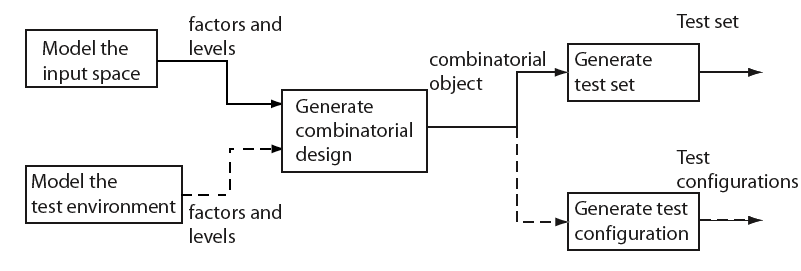 factors and
levels
Model the
input space
Test set
combinatorial
object
Generate
test set
Generate
combinatorial
design
Model the
test environment
factors and
levels
Test
configurations
Generate test
configuration